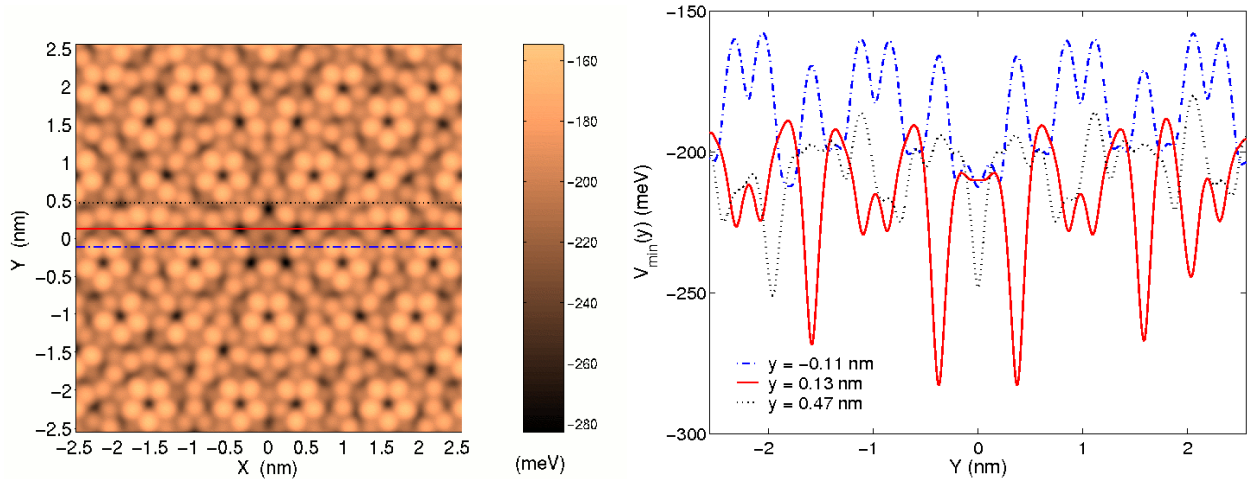 2.5
2
1.5
1
0.5
0
−0.5
−1
−1.5
−2
−2.5
Y (nm)
−2.5 −2 −1.5 −1 −0.5 0 0.5 1 1.5 2 2.5
X (nm)
−160
−180
−200
−220
−240
−260
−280
(meV)
−150
−200
−250
−300
V_min(y) (meV)
y = −0.11 nm
y = 0.13 nm
y = 0.47 nm
−2 −1 0 1 2
Y (nm)